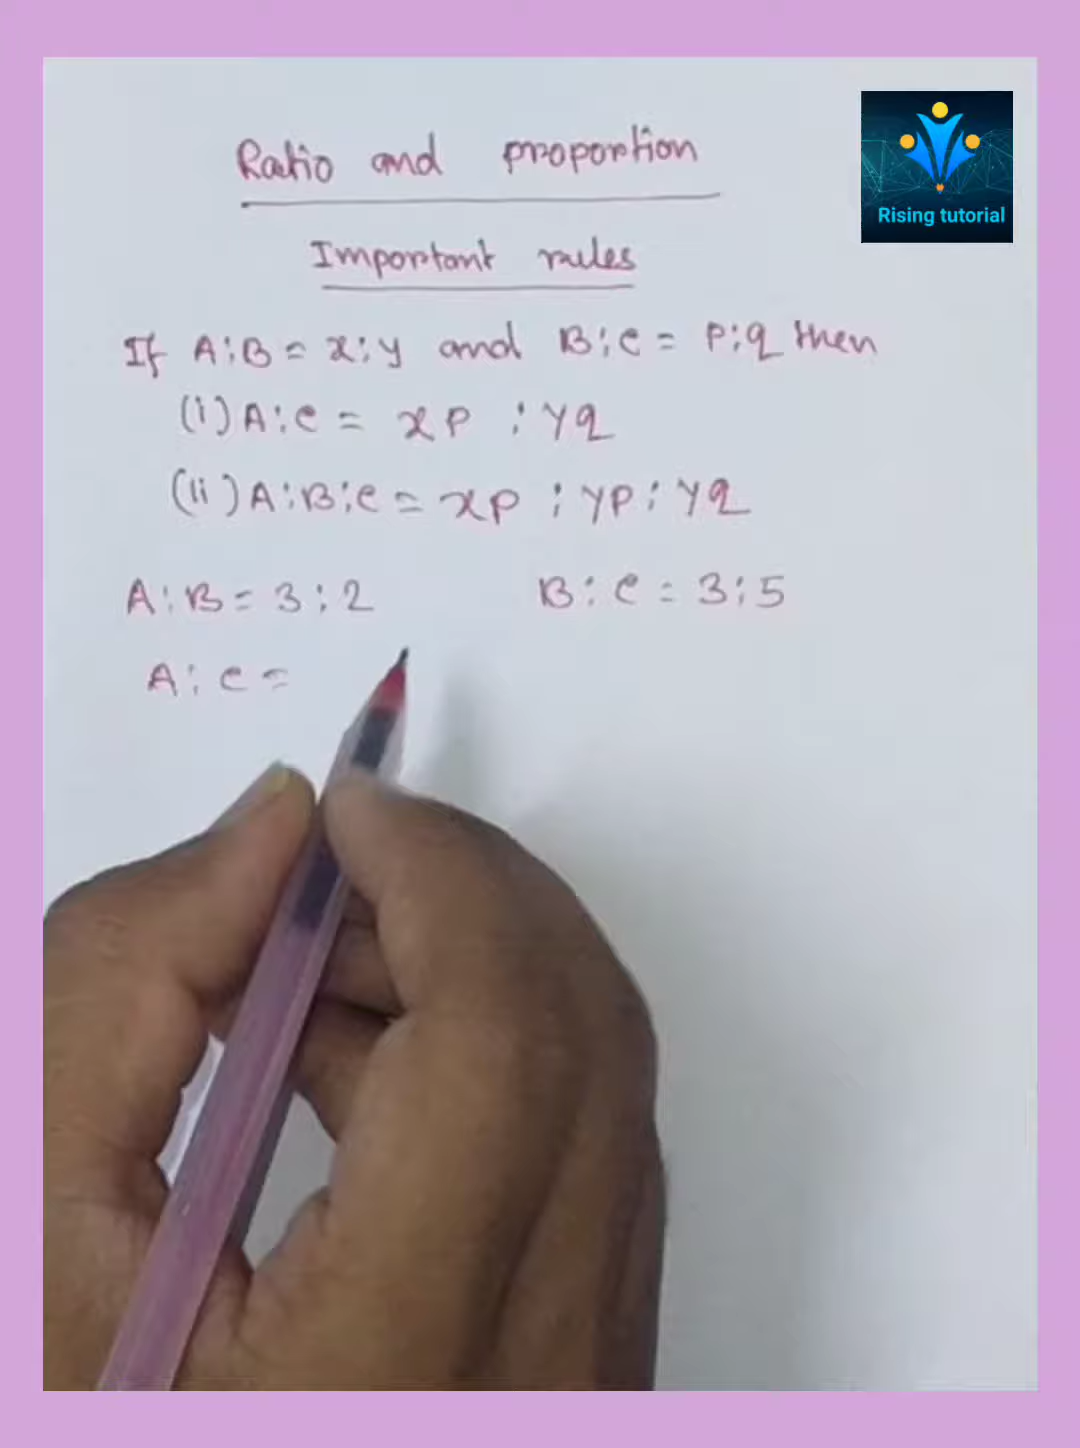 Rising tutorial
Ratio and proportion
Important rules
If A:B = x:y and B:C = P:q then
(i) A:C = xP : yq
(ii) A:B:C = xP : yP : yq
A:B = 3:2 B:C = 3:5
A:C =